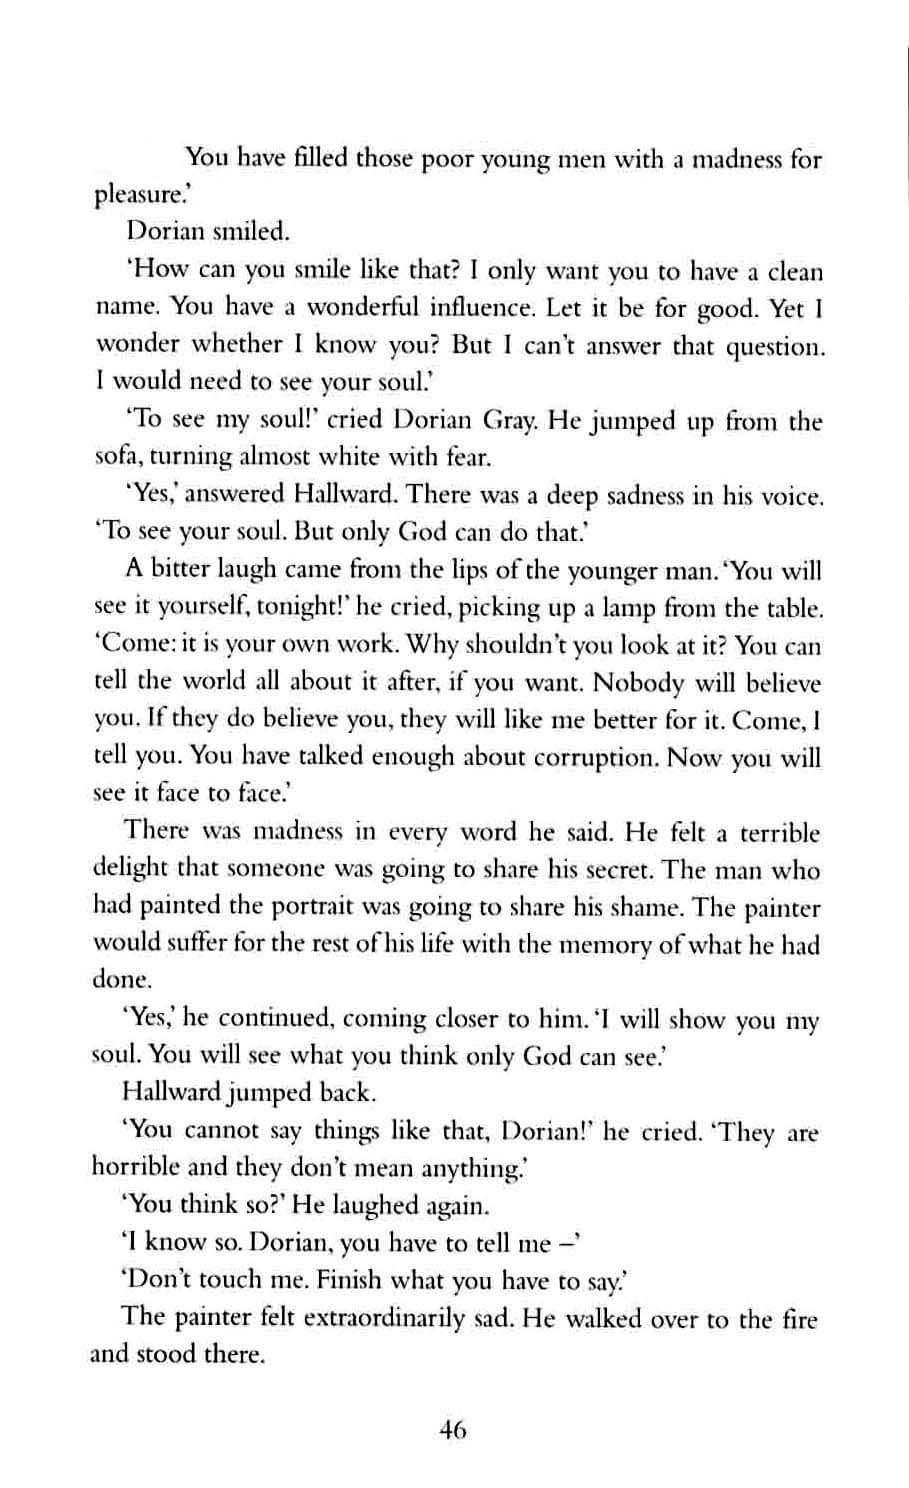 You have filled those poor young men with a madness for
pleasure.’
Dorian smiled.
‘How can you smile like that? I only want you to have a clean
name. You have a wonderful influence. Let it be for good. Yet I
wonder whether I know you? But I can’t answer that question.
I would need to see your soul.’
‘To see my soul!’ cried Dorian Gray. He jumped up from the
sofa, turning almost white with fear.
‘Yes,’ answered Hallward. There was a deep sadness in his voice.
‘To see your soul. But only God can do that.’
A bitter laugh came from the lips of the younger man. ‘You will
see it yourself, tonight!’ he cried, picking up a lamp from the table.
‘Come: it is your own work. Why shouldn’t you look at it? You can
tell the world all about it after, if you want. Nobody will believe
you. If they do believe you, they will like me better for it. Come, I
tell you. You have talked enough about corruption. Now you will
see it face to face.’
There was madness in every word he said. He felt a terrible
delight that someone was going to share his secret. The man who
had painted the portrait was going to share his shame. The painter
would suffer for the rest of his life with the memory of what he had
done.
‘Yes,’ he continued, coming closer to him. ‘I will show you my
soul. You will see what you think only God can see.’
Hallward jumped back.
‘You cannot say things like that, Dorian!’ he cried. ‘They are
horrible and they don’t mean anything.’
‘You think so?’ He laughed again.
‘I know so. Dorian, you have to tell me –’
‘Don’t touch me. Finish what you have to say.’
The painter felt extraordinarily sad. He walked over to the fire
and stood there.
46